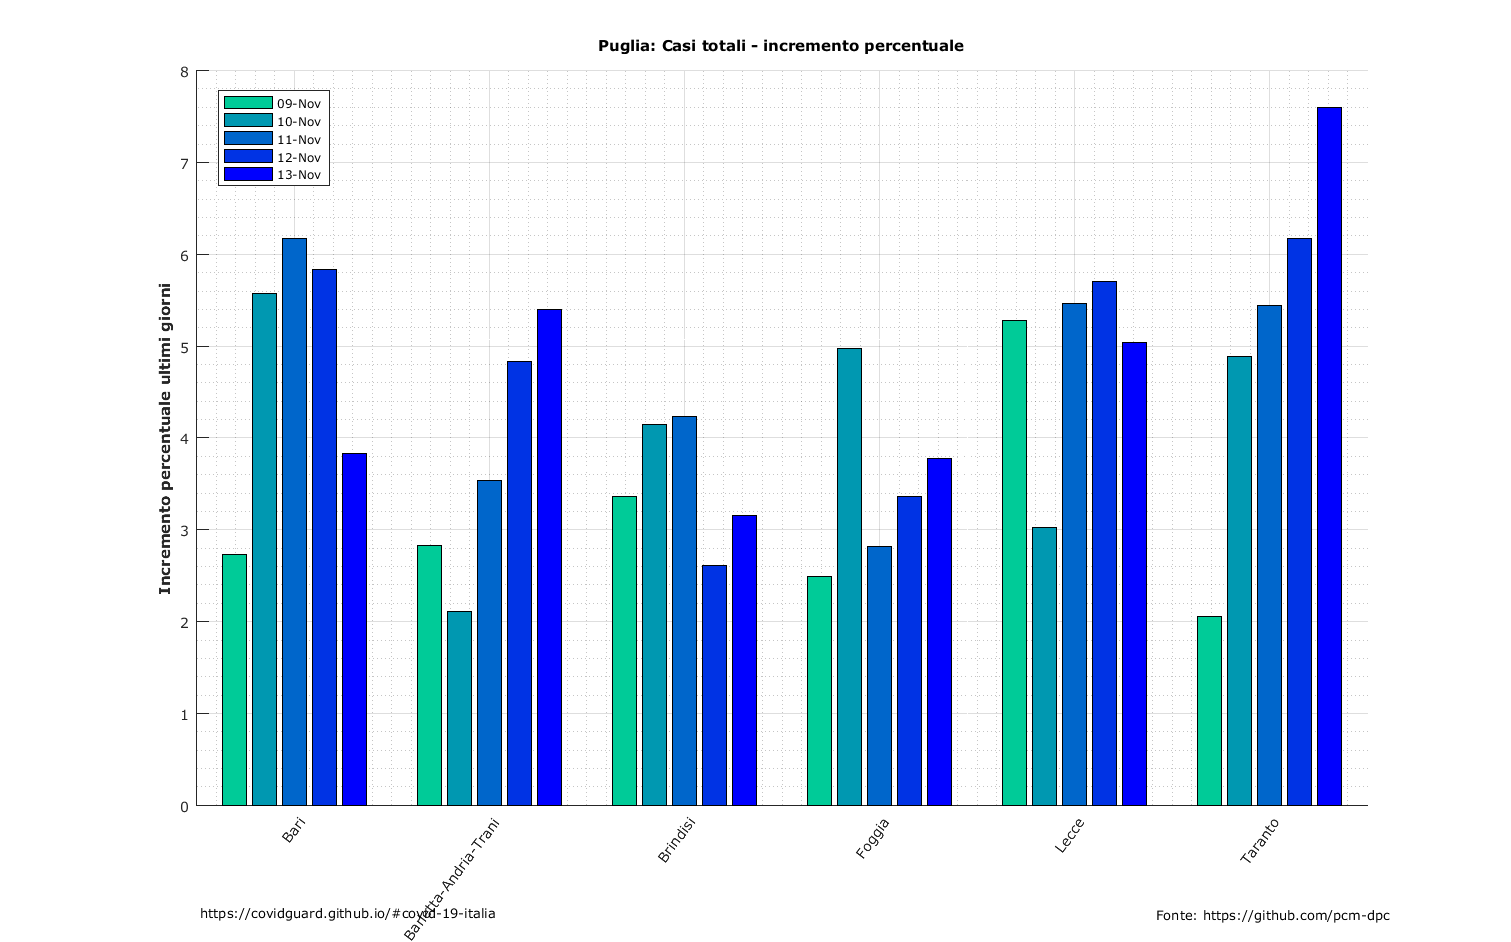 Puglia: Casi totali - incremento percentuale
Incremento percentuale ultimi giorni
8
7
6
5
4
3
2
1
0
09-Nov
10-Nov
11-Nov
12-Nov
13-Nov
Bari
Barletta-Andria-Trani
Brindisi
Foggia
Lecce
Taranto
https://covidguard.github.io/#covid-19-italia
Fonte: https://github.com/pcm-dpc